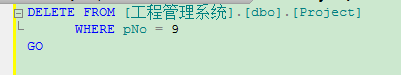 DELETE FROM [工程管理系统].[dbo].[Project]
WHERE pNo = 9
GO